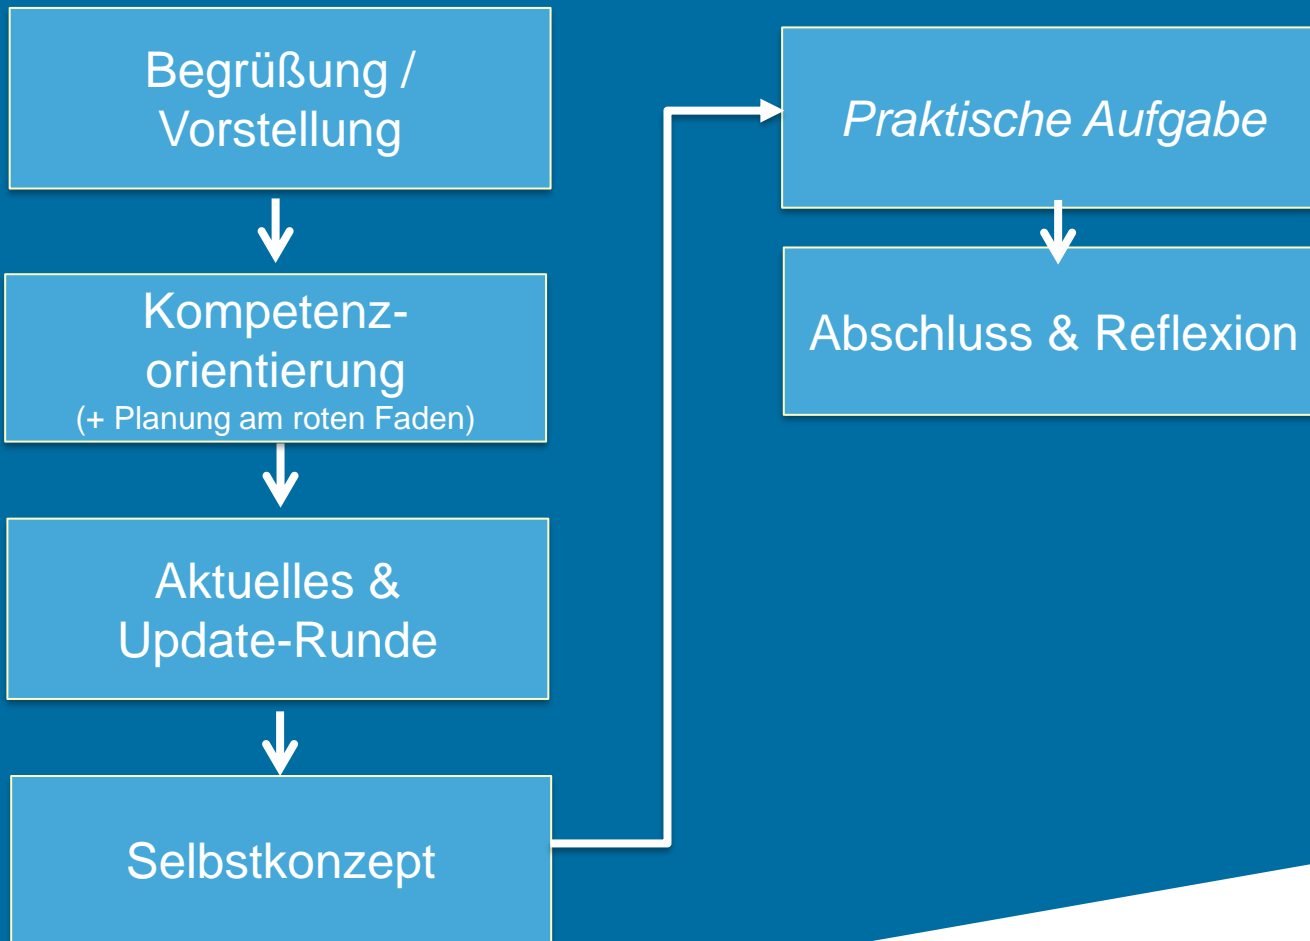 Begrüßung /
Vorstellung
Kompetenz-
orientierung
(+ Planung am roten Faden)
Aktuelles &
Update-Runde
Selbstkonzept
Praktische Aufgabe
Abschluss & Reflexion